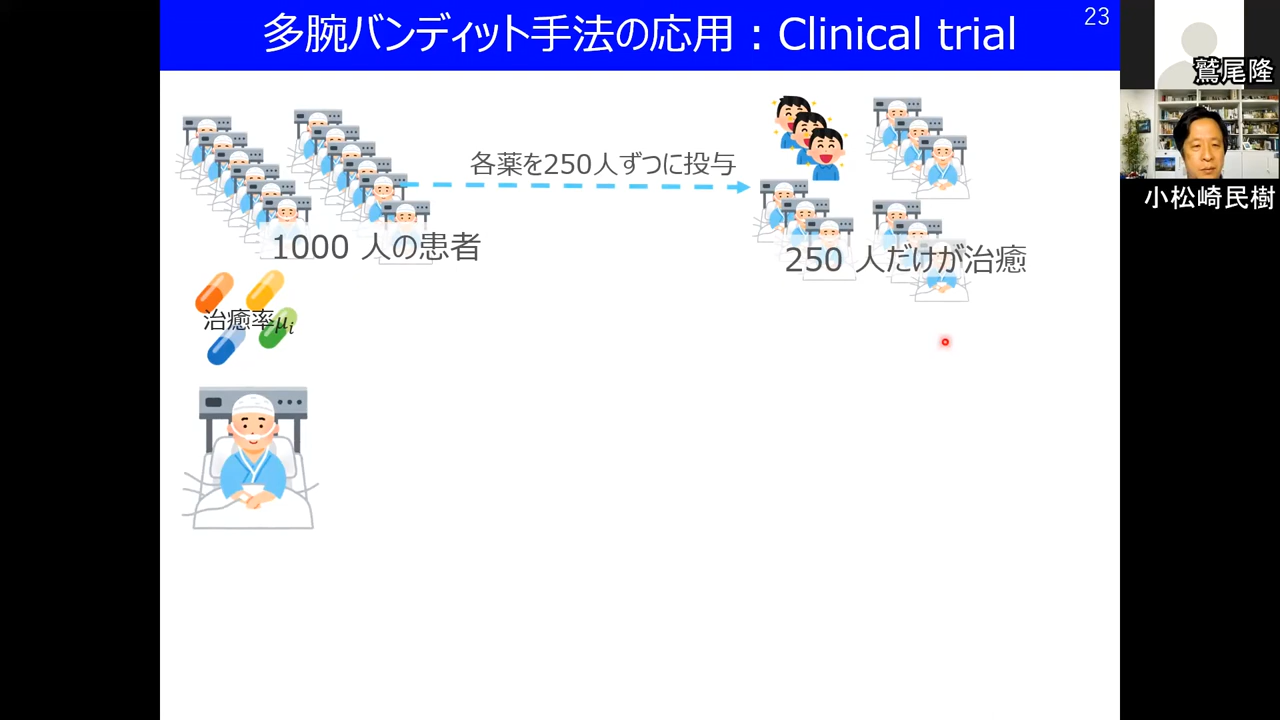 多腕バンディット手法の応用：Clinical trial
23
各薬を250人ずつに投与
1000 人の患者
250 人だけが治癒
治癒率μi
鷲尾隆
小松崎民樹